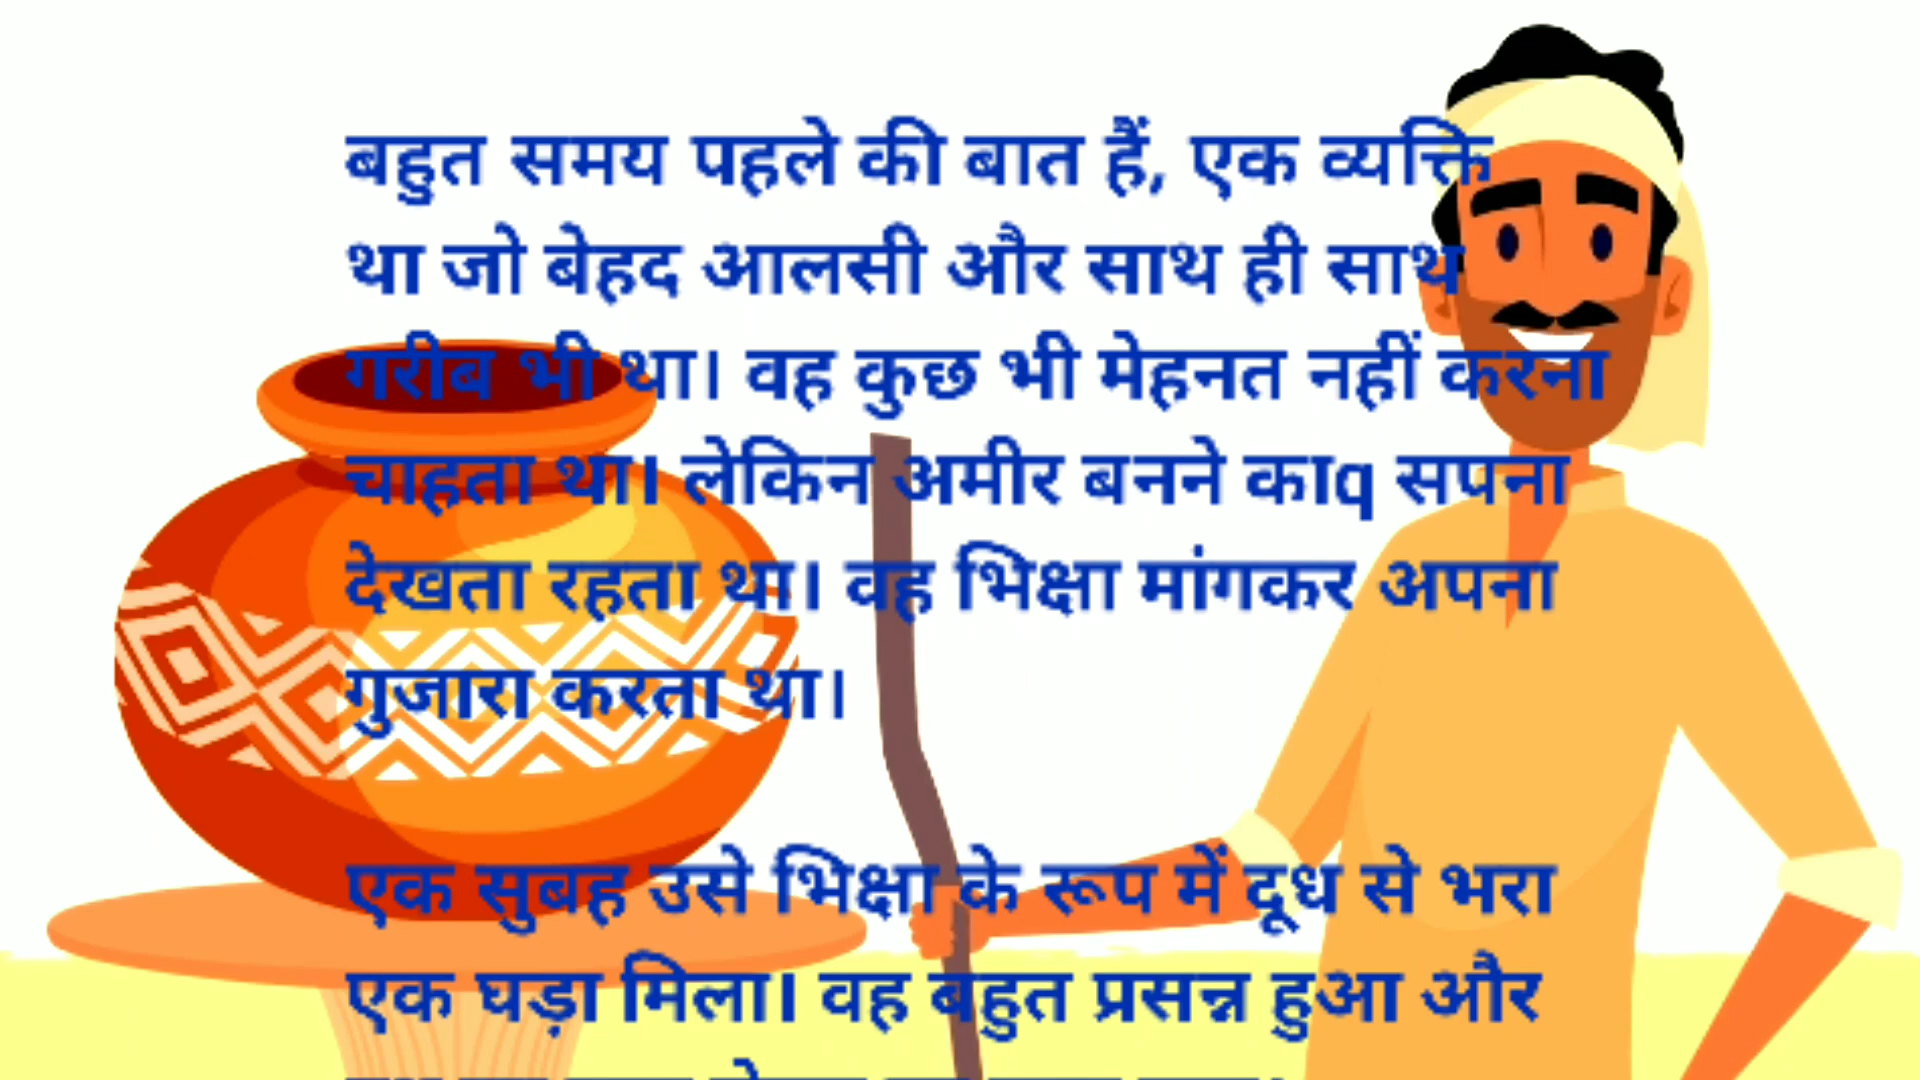 बहुत समय पहले की बात हैं, एक व्यक्ति
था जो बेहद आलसी और साथ ही साथ
गरीब भी था। वह कुछ भी मेहनत नहीं करना
चाहता था। लेकिन अमीर बनने काq सपना
देखता रहता था। वह भिक्षा मांगकर अपना
गुजारा करता था।
एक सुबह उसे भिक्षा के रूप में दूध से भरा
एक घड़ा मिला। वह बहुत प्रसन्न हुआ और